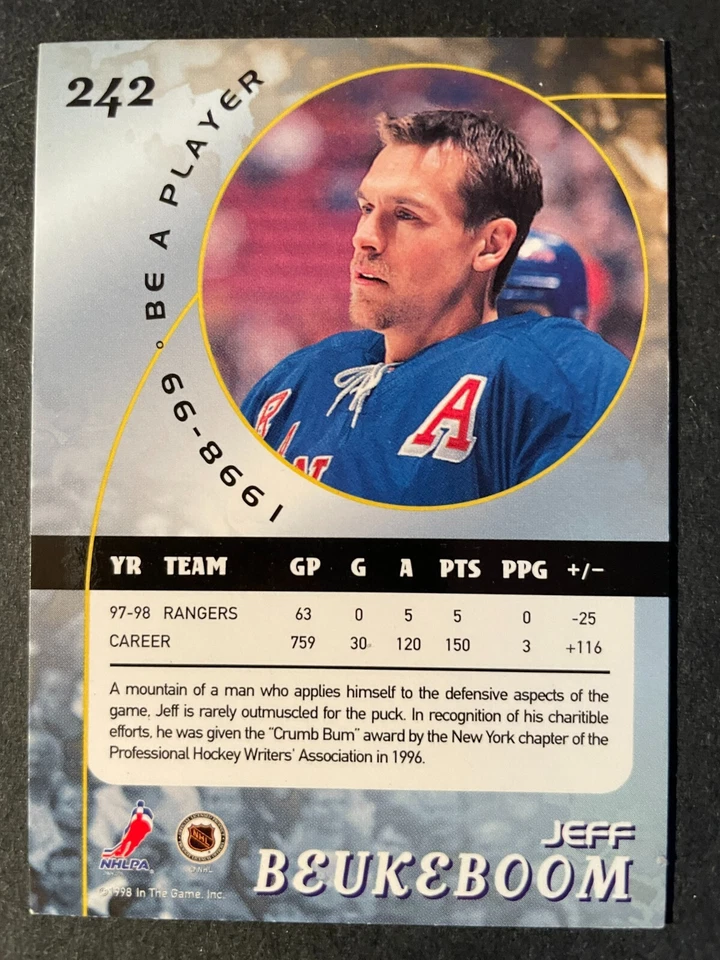 242
1998-99 ° BE A PLAYER
A
RAN
YR TEAM GP G A PTS PPG +/-
97-98 RANGERS 63 0 5 5 0 -25
CAREER 759 30 120 150 3 +116
A mountain of a man who applies himself to the defensive aspects of the
game, Jeff is rarely outmuscled for the puck. In recognition of his charitible
efforts, he was given the "Crumb Bum" award by the New York chapter of the
Professional Hockey Writers' Association in 1996.
NHLPA
NHL
© NHL
JEFF
BEUKEBOOM
© 1998 In The Game, Inc.